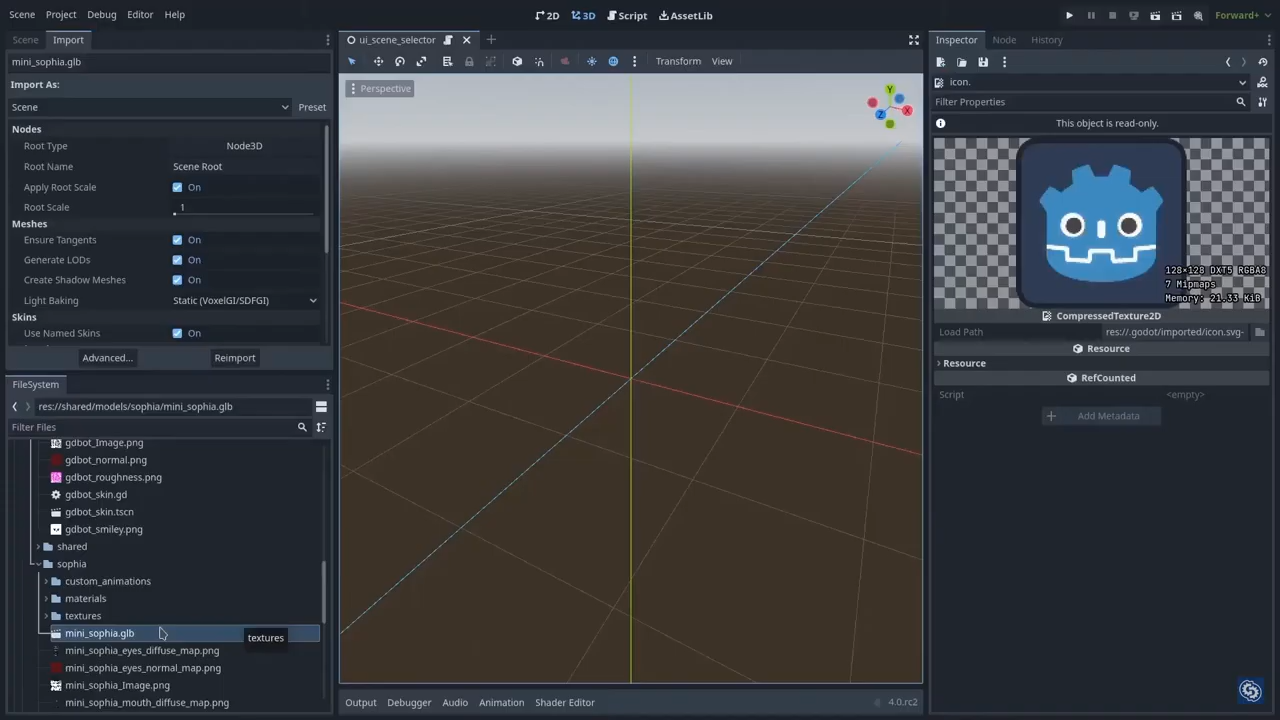 Scene Project Debug Editor Help
2D 3D Script AssetLib
Forward+
Scene Import
mini_sophia.glb
Import As:
Scene Preset
Nodes
Root Type Node3D
Root Name Scene Root
Apply Root Scale On
Root Scale 1
Meshes
Ensure Tangents On
Generate LODs On
Create Shadow Meshes On
Light Baking Static (VoxelGI/SDFGI)
Skins
Use Named Skins On
Advanced... Reimport
FileSystem
res://shared/models/sophia/mini_sophia.glb
Filter Files
gdbot_Image.png
gdbot_normal.png
gdbot_roughness.png
gdbot_skin.gd
gdbot_skin.tscn
gdbot_smiley.png
shared
sophia
custom_animations
materials
textures
mini_sophia.glb
textures
mini_sophia_eyes_diffuse_map.png
mini_sophia_eyes_normal_map.png
mini_sophia_Image.png
mini_sophia_mouth_diffuse_map.png
ui_scene_selector
Transform View
Perspective
Y
X
Z
Output Debugger Audio Animation Shader Editor 4.0.rc2
Inspector Node History
icon.
Filter Properties
This object is read-only.
128×128 DXT5 RGBA8
7 Mipmaps
Memory: 21.33 KiB
CompressedTexture2D
Load Path res://.godot/imported/icon.svg-
Resource
Resource
RefCounted
Script <empty>
Add Metadata